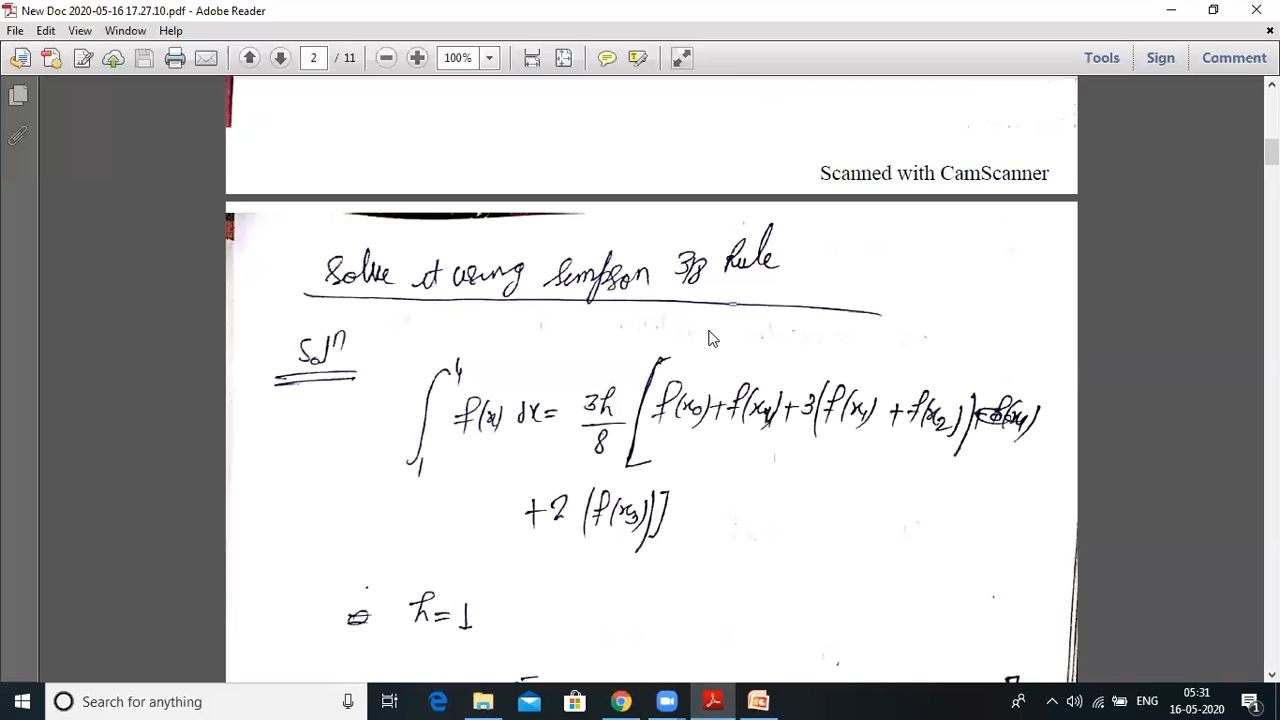 New Doc 2020-05-16 17.27.10.pdf - Adobe Reader
File Edit View Window Help
2 / 11 100% Tools Sign Comment
Scanned with CamScanner
Solve it using Simpson 3/8 Rule
Solⁿ
∫₁⁴ f(x) dx = 3h/8 [f(x₀)+f(x₄)+3(f(x₁)+f(x₂))
+2 (f(x₃))]
h=1
Search for anything
ENG 05:31
16-05-2020